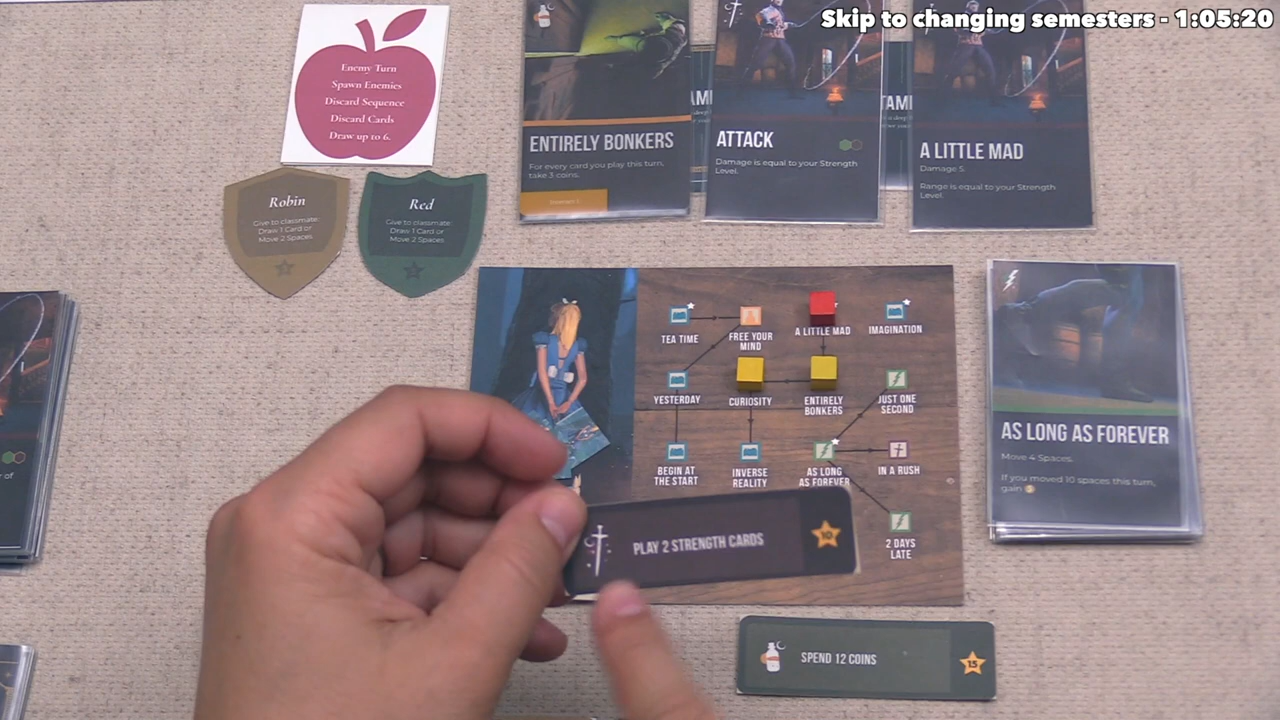 Skip to changing semesters - 1:05:20
Enemy Turn
Spawn Enemies
Discard Sequence
Discard Cards
Draw up to 6.
Robin
Give to classmate:
Draw 1 Card or
Move 2 Spaces
Red
Give to classmate:
Draw 1 Card or
Move 2 Spaces
ENTIRELY BONKERS
For every card you play this turn,
take 3 coins.
ATTACK
Damage is equal to your Strength
Level.
A LITTLE MAD
Damage 5.
Range is equal to your Strength
Level.
TEA TIME
FREE YOUR
MIND
A LITTLE MAD
IMAGINATION
YESTERDAY
CURIOSITY
ENTIRELY
BONKERS
JUST ONE
SECOND
BEGIN AT
THE START
INVERSE
REALITY
AS LONG
AS FOREVER
IN A RUSH
2 DAYS
LATE
AS LONG AS FOREVER
Move 4 Spaces.
If you moved 10 spaces this turn,
gain
PLAY 2 STRENGTH CARDS
10
SPEND 12 COINS
15